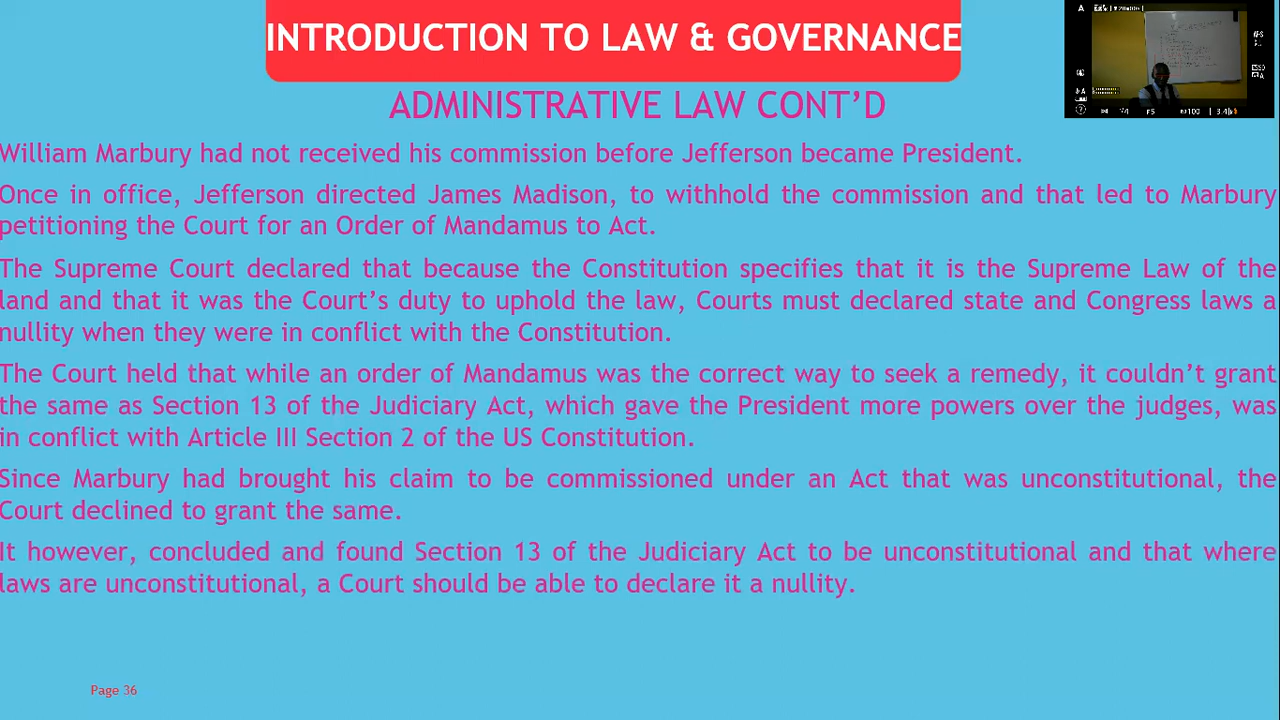 INTRODUCTION TO LAW & GOVERNANCE
ADMINISTRATIVE LAW CONT’D
William Marbury had not received his commission before Jefferson became President.
Once in office, Jefferson directed James Madison, to withhold the commission and that led to Marbury
petitioning the Court for an Order of Mandamus to Act.
The Supreme Court declared that because the Constitution specifies that it is the Supreme Law of the
land and that it was the Court’s duty to uphold the law, Courts must declared state and Congress laws a
nullity when they were in conflict with the Constitution.
The Court held that while an order of Mandamus was the correct way to seek a remedy, it couldn’t grant
the same as Section 13 of the Judiciary Act, which gave the President more powers over the judges, was
in conflict with Article III Section 2 of the US Constitution.
Since Marbury had brought his claim to be commissioned under an Act that was unconstitutional, the
Court declined to grant the same.
It however, concluded and found Section 13 of the Judiciary Act to be unconstitutional and that where
laws are unconstitutional, a Court should be able to declare it a nullity.
Page 36